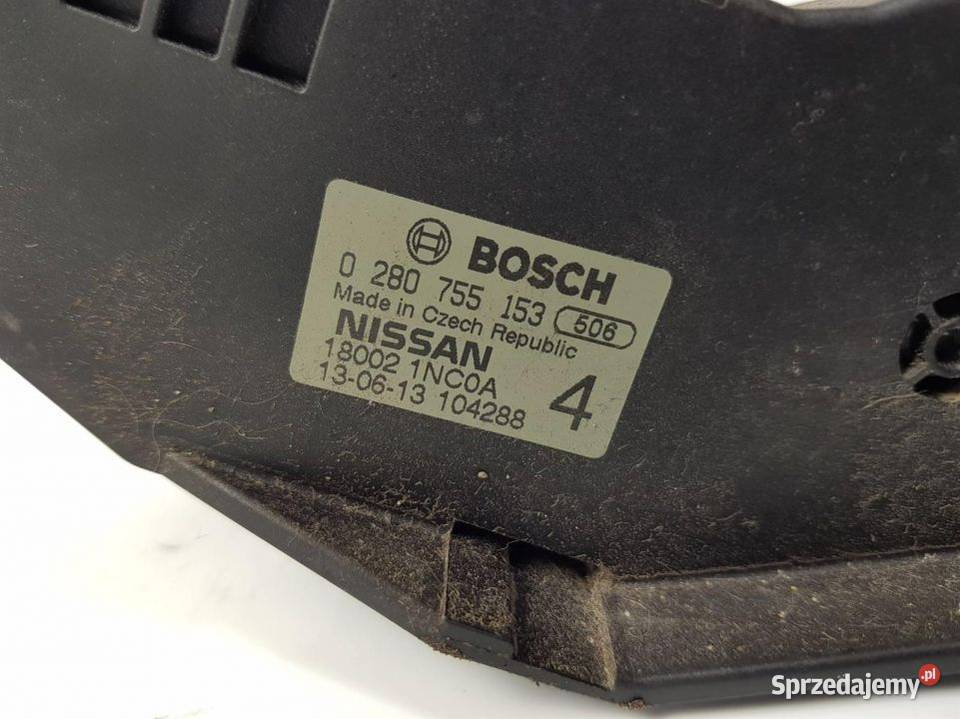 BOSCH
0 280 755 153 506
Made in Czech Republic
NISSAN
18002 1NC0A
13-06-13 104288 4
Sprzedajemy.pl